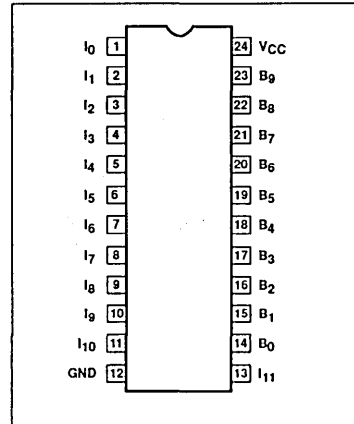 I0 1 24 VCC
I1 2 23 B9
I2 3 22 B8
I3 4 21 B7
I4 5 20 B6
I5 6 19 B5
I6 7 18 B4
I7 8 17 B3
I8 9 16 B2
I9 10 15 B1
I10 11 14 B0
GND 12 13 I11